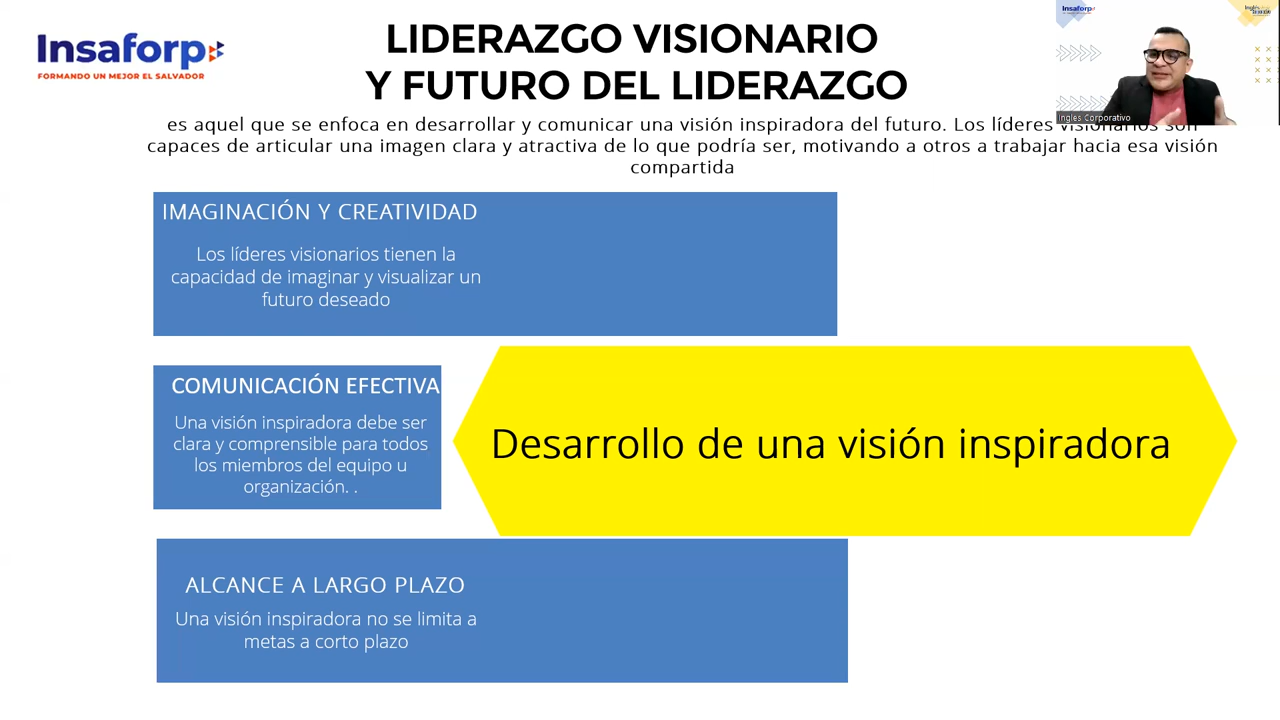 Insaforp
FORMANDO UN MEJOR EL SALVADOR
LIDERAZGO VISIONARIO
Y FUTURO DEL LIDERAZGO
Insaforp
Ingles Corporativo
es aquel que se enfoca en desarrollar y comunicar una visión inspiradora del futuro. Los líderes visionarios son
capaces de articular una imagen clara y atractiva de lo que podría ser, motivando a otros a trabajar hacia esa visión
compartida
IMAGINACIÓN Y CREATIVIDAD
Los líderes visionarios tienen la
capacidad de imaginar y visualizar un
futuro deseado
COMUNICACIÓN EFECTIVA
Una visión inspiradora debe ser
clara y comprensible para todos
los miembros del equipo u
organización. .
Desarrollo de una visión inspiradora
ALCANCE A LARGO PLAZO
Una visión inspiradora no se limita a
metas a corto plazo